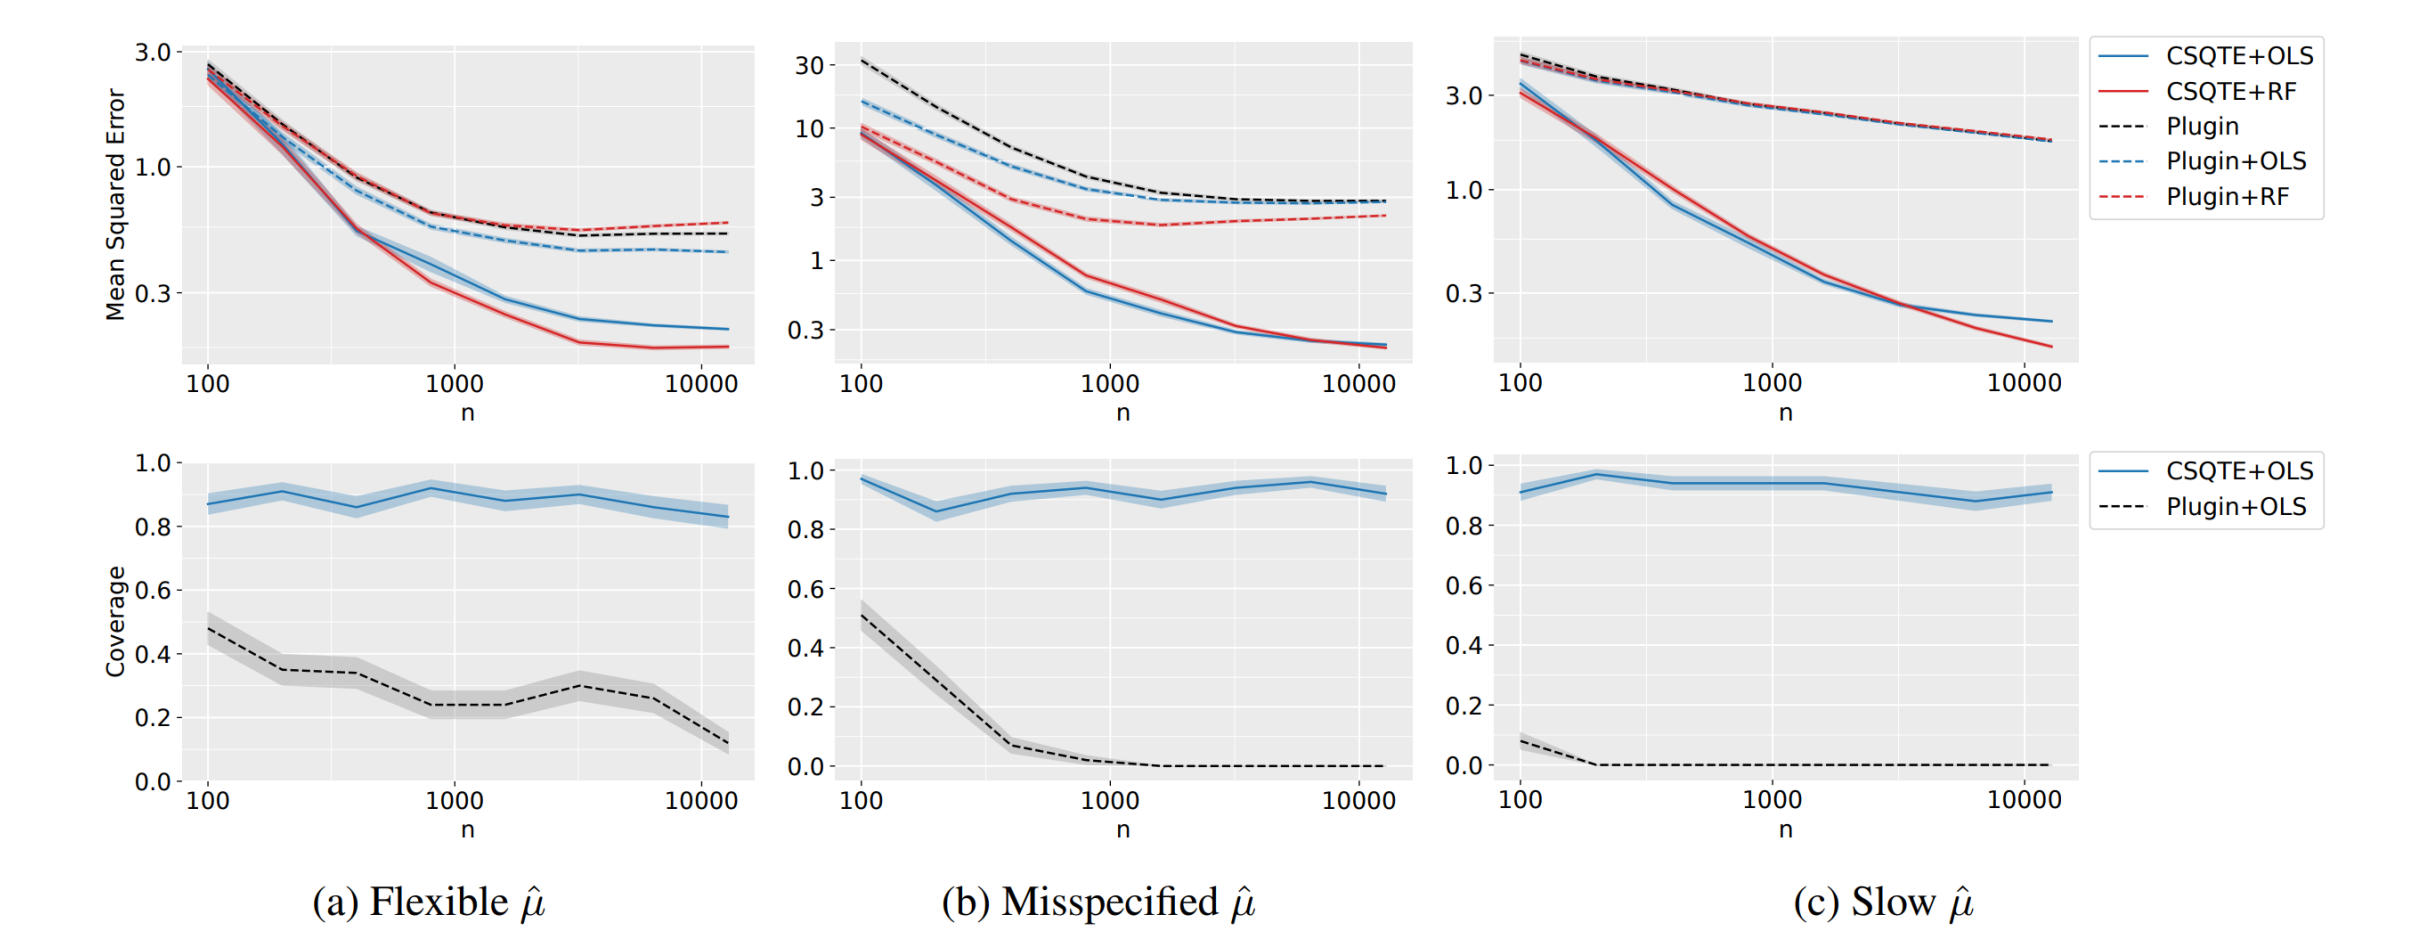 Mean Squared Error
3.0
1.0
0.3
100 1000 10000
n
30
10
3
1
0.3
100 1000 10000
n
3.0
1.0
0.3
100 1000 10000
n
CSQTE+OLS
CSQTE+RF
Plugin
Plugin+OLS
Plugin+RF
Coverage
1.0
0.8
0.6
0.4
0.2
0.0
100 1000 10000
n
1.0
0.8
0.6
0.4
0.2
0.0
100 1000 10000
n
1.0
0.8
0.6
0.4
0.2
0.0
100 1000 10000
n
CSQTE+OLS
Plugin+OLS
(a) Flexible μ̂
(b) Misspecified μ̂
(c) Slow μ̂